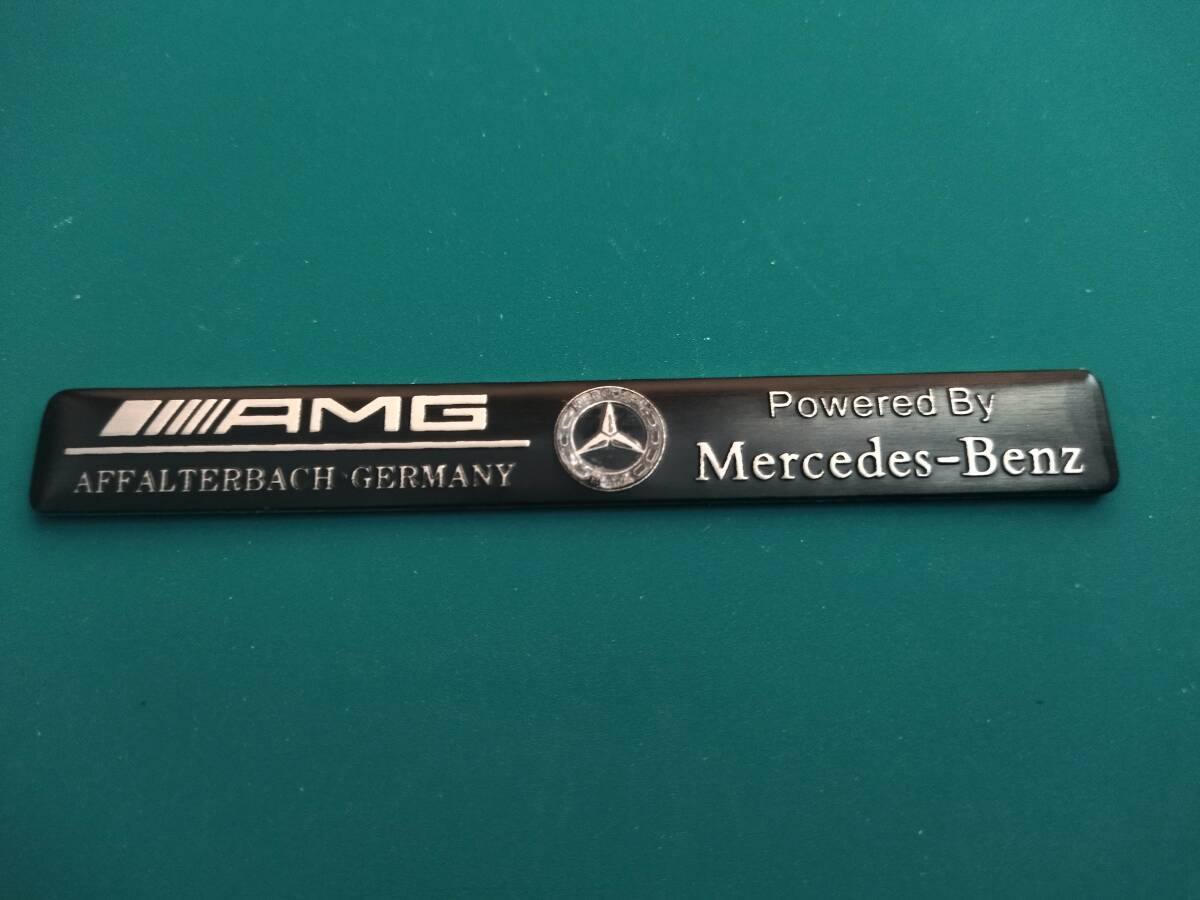 AMG
AFFALTERBACH GERMANY
Powered By
Mercedes-Benz